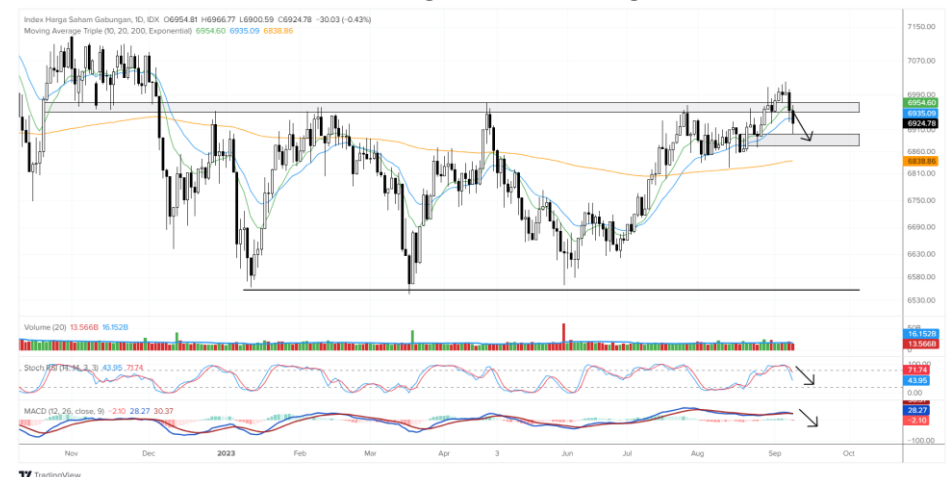 Index Harga Saham Gabungan, 1D, IDX O6954.81 H6966.77 L6900.59 C6924.78 −30.03 (−0.43%)
Moving Average Triple (10, 20, 200, Exponential) 6954.60 6935.09 6838.86
7150.00
7070.00
6990.00
6954.60
6935.09
6924.78
6910.00
6860.00
6838.86
6810.00
6750.00
6690.00
6630.00
6580.00
6530.00
Volume (20) 13.566B 16.152B
16.152B
13.566B
0
Stoch RSI (14, 14, 3, 3) 43.95 71.74
100.00
71.74
43.95
0.00
MACD (12, 26, close, 9) −2.10 28.27 30.37
28.27
−2.10
−100.00
Nov Dec 2023 Feb Mar Apr 3 Jun Jul Aug Sep Oct
TradingView